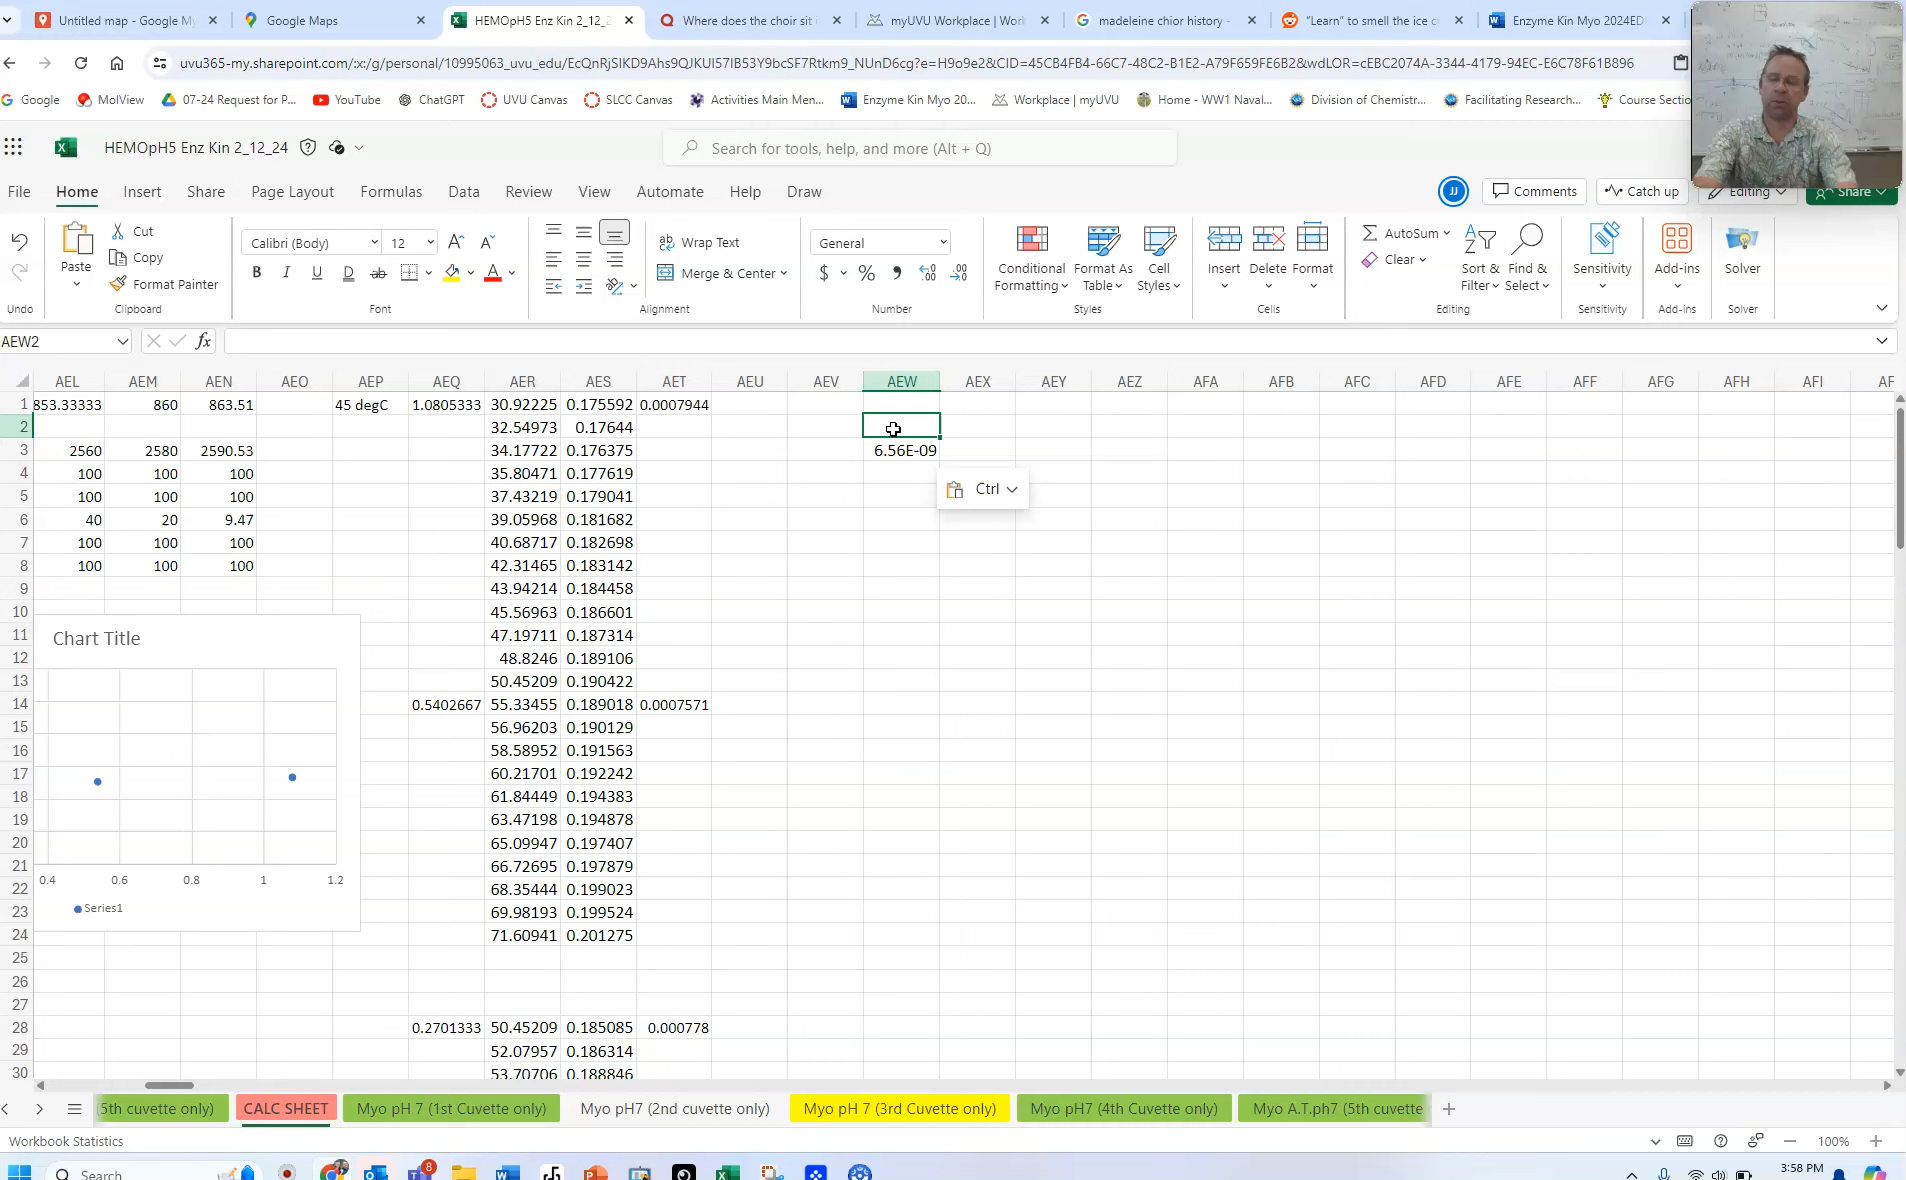 Untitled map - Google My
Google Maps
HEMOpH5 Enz Kin 2_12_2
Where does the choir sit i
myUVU Workplace | Work
madeleine chior history -
"Learn" to smell the ice c
Enzyme Kin Myo 2024ED
uvu365-my.sharepoint.com/:x:/g/personal/10995063_uvu_edu/EcQnRjSIKD9Ahs9QJKUI57IB53Y9bcSF7Rtkm9_NUnD6cg?e=H9o9e2&CID=45CB4FB4-66C7-48C2-B1E2-A79F659FE6B2&wdLOR=cEBC2074A-3344-4179-94EC-E6C78F61B896
Google
MolView
07-24 Request for P...
YouTube
ChatGPT
UVU Canvas
SLCC Canvas
Activities Main Men...
Enzyme Kin Myo 20...
Workplace | myUVU
Home - WW1 Naval...
Division of Chemistr...
Facilitating Research...
Course Sectio
HEMOpH5 Enz Kin 2_12_24
Search for tools, help, and more (Alt + Q)
File Home Insert Share Page Layout Formulas Data Review View Automate Help Draw
JJ Comments Catch up Editing Share
Paste Cut
Copy
Format Painter
Calibri (Body) 12
B I U D ab
Wrap Text
Merge & Center
General
$ % 9
Conditional Formatting
Format As Table
Cell Styles
Insert Delete Format
AutoSum
Clear
Sort & Filter
Find & Select
Sensitivity
Add-ins
Solver
Undo Clipboard Font Alignment Number Styles Cells Editing Sensitivity Add-ins Solver
AEW2 fx
AEL AEM AEN AEO AEP AEQ AER AES AET AEU AEV AEW AEX AEY AEZ AFA AFB AFC AFD AFE AFF AFG AFH AFI AF
1 853.33333 860 863.51 45 degC 1.0805333 30.92225 0.175592 0.0007944
2 32.54973 0.17644
3 2560 2580 2590.53 34.17722 0.176375 6.56E-09
4 100 100 100 35.80471 0.177619
5 100 100 100 37.43219 0.179041
6 40 20 9.47 39.05968 0.181682
7 100 100 100 40.68717 0.182698
8 100 100 100 42.31465 0.183142
9 43.94214 0.184458
10 45.56963 0.186601
11 47.19711 0.187314
12 48.8246 0.189106
13 50.45209 0.190422
14 0.5402667 55.33455 0.189018 0.0007571
15 56.96203 0.190129
16 58.58952 0.191563
17 60.21701 0.192242
18 61.84449 0.194383
19 63.47198 0.194878
20 65.09947 0.197407
21 66.72695 0.197879
22 68.35444 0.199023
23 69.98193 0.199524
24 71.60941 0.201275
25
26
27
28 0.2701333 50.45209 0.185085 0.000778
29 52.07957 0.186314
30 53.70706 0.188846
Ctrl
Chart Title
0.4 0.6 0.8 1 1.2
Series1
5th cuvette only)
CALC SHEET
Myo pH 7 (1st Cuvette only)
Myo pH7 (2nd cuvette only)
Myo pH 7 (3rd Cuvette only)
Myo pH7 (4th Cuvette only)
Myo A.T.ph7 (5th cuvette
Workbook Statistics
100%
Search
8
3:58 PM